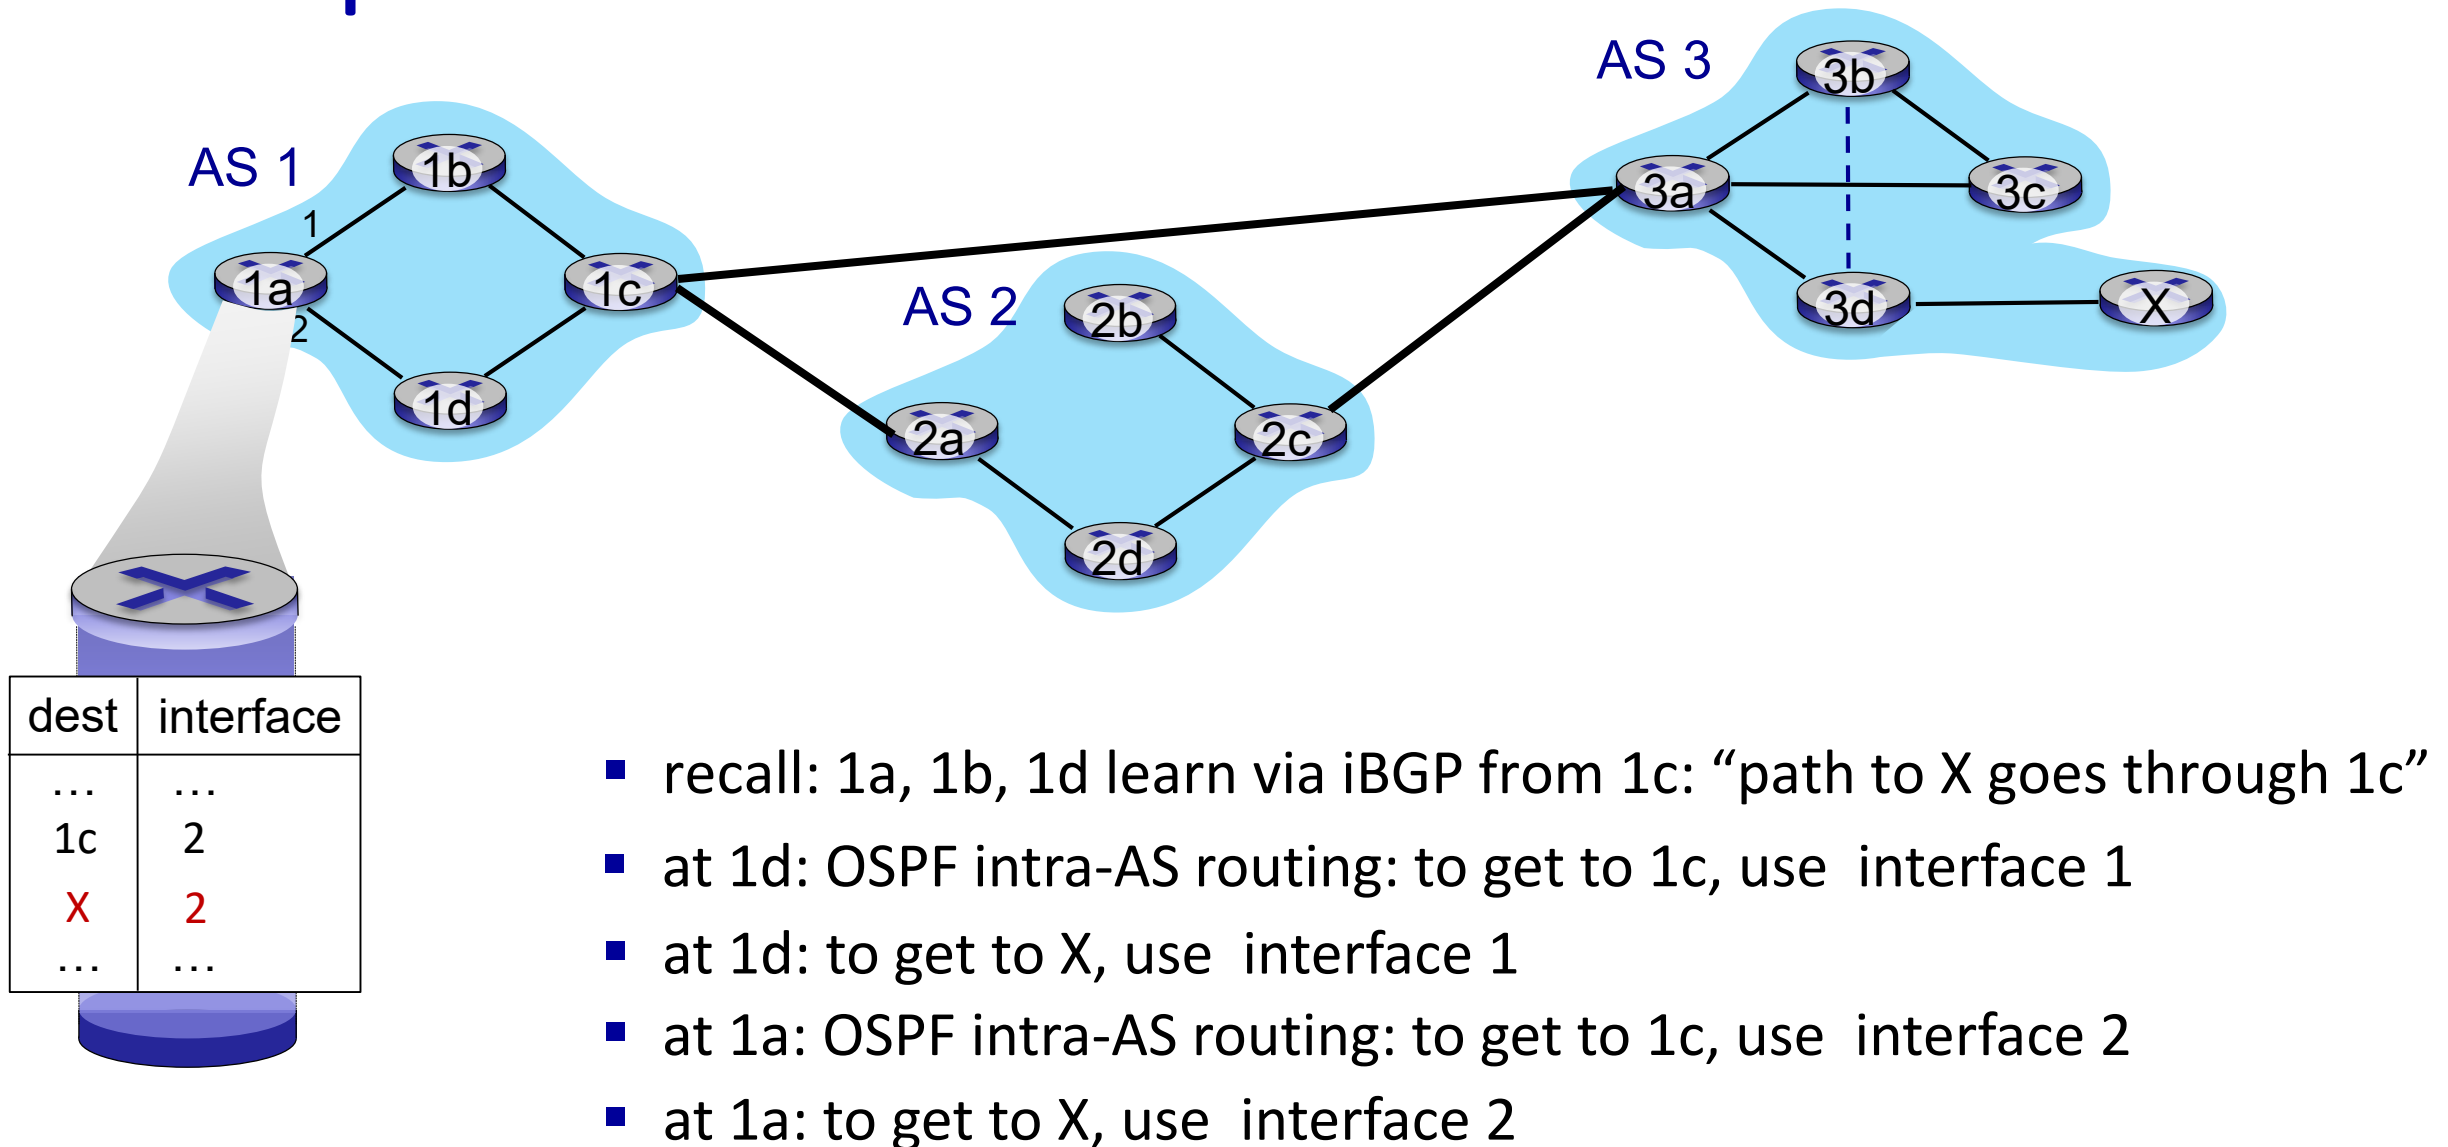 AS 3
3b
AS 1
1b
3a
3c
1
1a
1c
2
AS 2
2b
3d
X
1d
2a
2c
2d
dest interface
... ...
1c 2
X 2
... ...
recall: 1a, 1b, 1d learn via iBGP from 1c: “path to X goes through 1c”
at 1d: OSPF intra-AS routing: to get to 1c, use interface 1
at 1d: to get to X, use interface 1
at 1a: OSPF intra-AS routing: to get to 1c, use interface 2
at 1a: to get to X, use interface 2